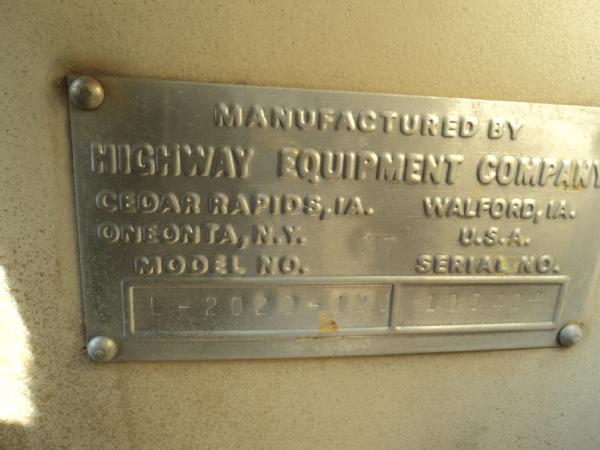 MANUFACTURED BY
HIGHWAY EQUIPMENT COMPANY
CEDAR RAPIDS, IA. WALFORD, IA.
ONEONTA, N.Y. U.S.A.
MODEL NO. SERIAL NO.